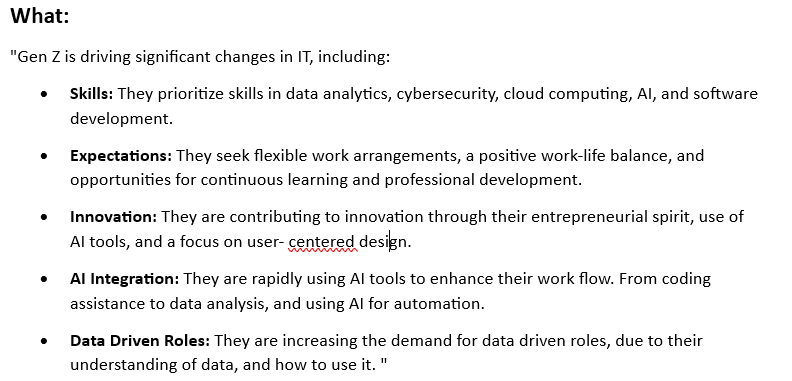 What:
"Gen Z is driving significant changes in IT, including:
• Skills: They prioritize skills in data analytics, cybersecurity, cloud computing, AI, and software
development.
• Expectations: They seek flexible work arrangements, a positive work-life balance, and
opportunities for continuous learning and professional development.
• Innovation: They are contributing to innovation through their entrepreneurial spirit, use of
AI tools, and a focus on user- centered design.
• AI Integration: They are rapidly using AI tools to enhance their work flow. From coding
assistance to data analysis, and using AI for automation.
• Data Driven Roles: They are increasing the demand for data driven roles, due to their
understanding of data, and how to use it. "